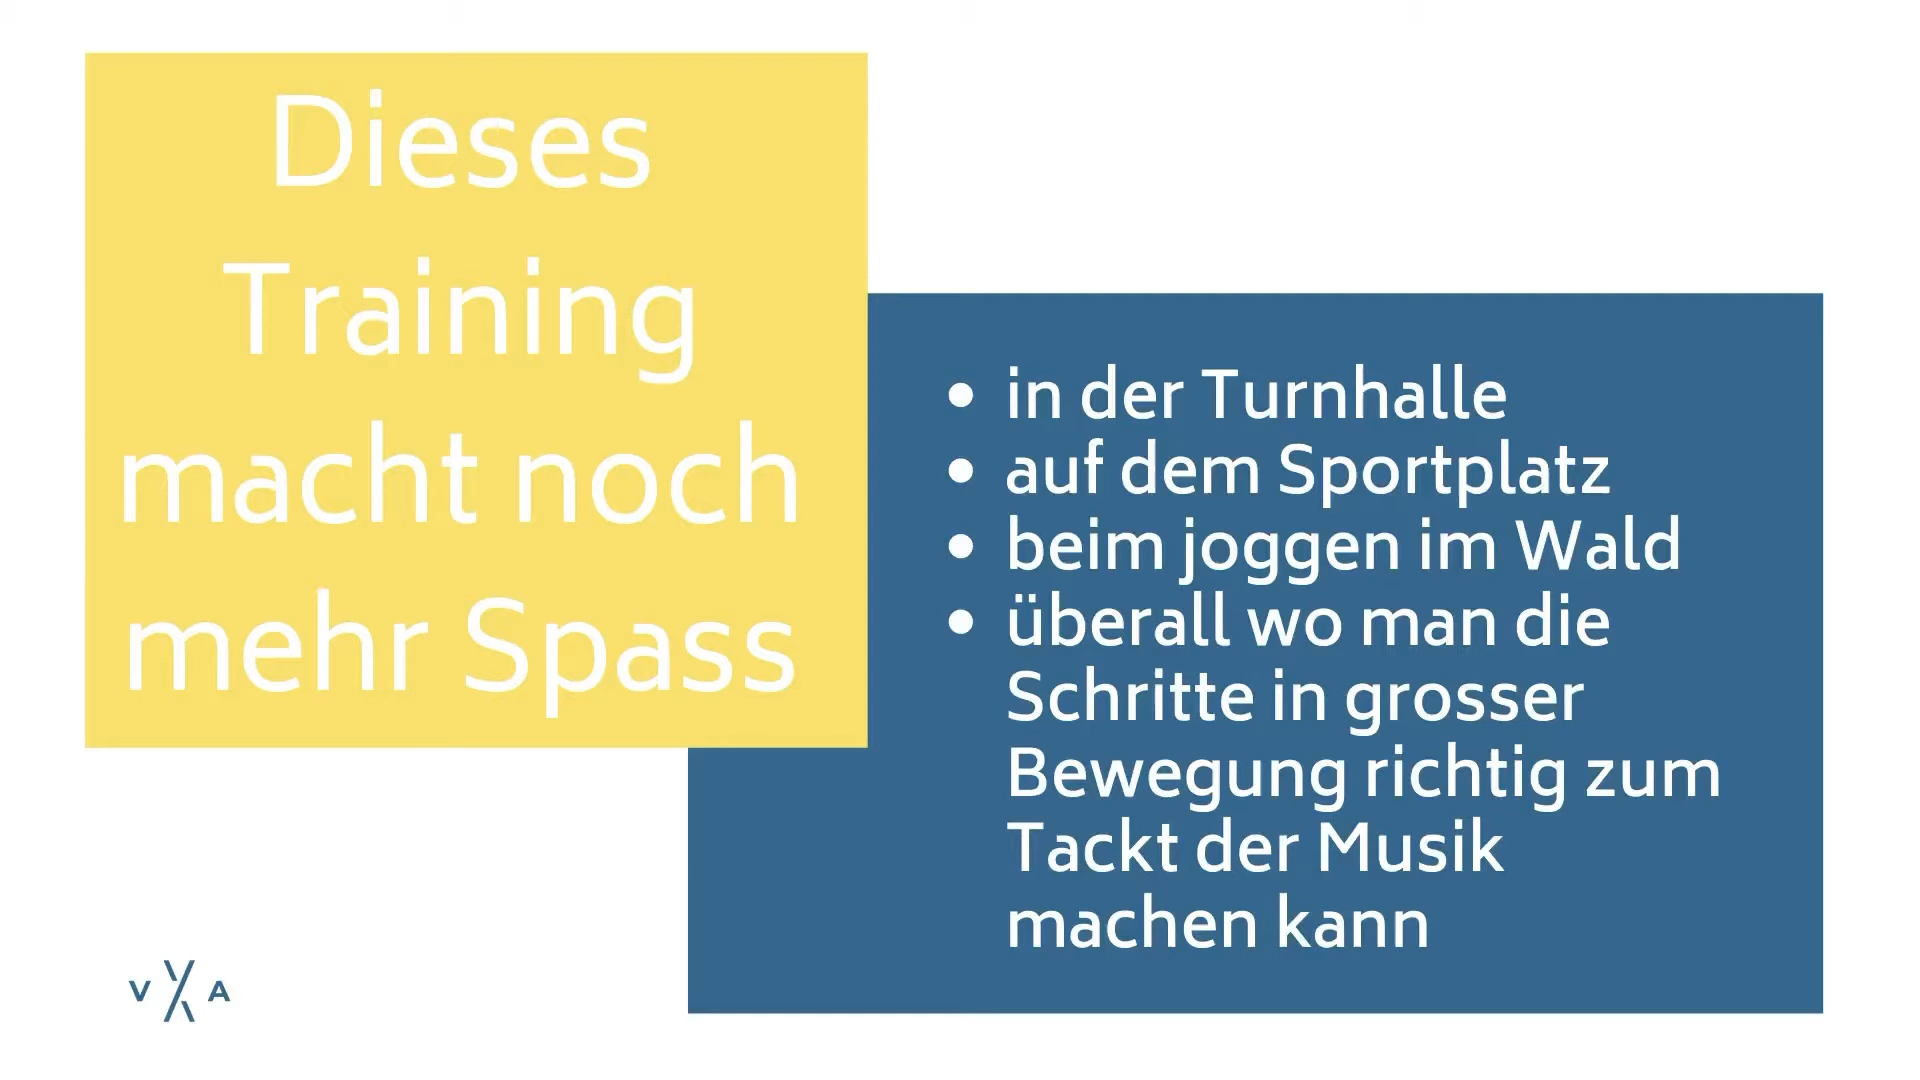 Dieses
Training
macht noch
mehr Spass
• in der Turnhalle
• auf dem Sportplatz
• beim joggen im Wald
• überall wo man die
Schritte in grosser
Bewegung richtig zum
Tackt der Musik
machen kann
V A